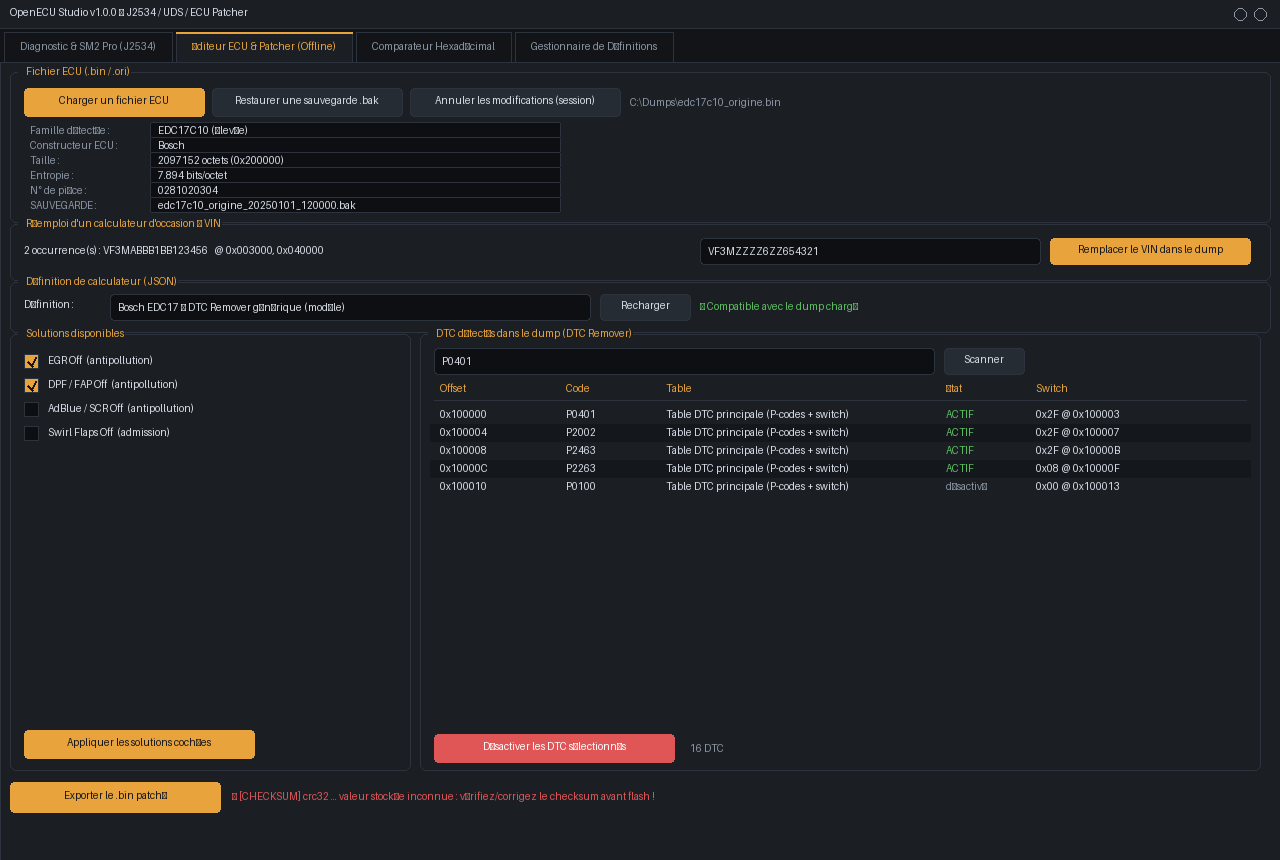 OpenECU Studio v1.0.0 ▯ J2534 / UDS / ECU Patcher
Diagnostic & SM2 Pro (J2534)
▯diteur ECU & Patcher (Offline)
Comparateur Hexad▯cimal
Gestionnaire de D▯finitions
Fichier ECU (.bin / .ori)
Charger un fichier ECU
Restaurer une sauvegarde .bak
Annuler les modifications (session)
C:\Dumps\edc17c10_origine.bin
Famille d▯tect▯e : EDC17C10 (▯lev▯e)
Constructeur ECU : Bosch
Taille : 2097152 octets (0x200000)
Entropie : 7.894 bits/octet
N° de pi▯ce : 0281020304
SAUVEGARDE : edc17c10_origine_20250101_120000.bak
R▯emploi d'un calculateur d'occasion ▯ VIN
2 occurrence(s) : VF3MABBB1BB123456 @ 0x003000, 0x040000
VF3MZZZZ6ZZ654321
Remplacer le VIN dans le dump
D▯finition de calculateur (JSON)
D▯finition :
Bosch EDC17 ▯ DTC Remover g▯n▯rique (mod▯le)
Recharger
▯ Compatible avec le dump charg▯
Solutions disponibles
EGR Off (antipollution)
DPF / FAP Off (antipollution)
AdBlue / SCR Off (antipollution)
Swirl Flaps Off (admission)
Appliquer les solutions coch▯es
DTC d▯tect▯s dans le dump (DTC Remover)
P0401
Scanner
Offset Code Table ▯tat Switch
0x100000 P0401 Table DTC principale (P-codes + switch) ACTIF 0x2F @ 0x100003
0x100004 P2002 Table DTC principale (P-codes + switch) ACTIF 0x2F @ 0x100007
0x100008 P2463 Table DTC principale (P-codes + switch) ACTIF 0x2F @ 0x10000B
0x10000C P2263 Table DTC principale (P-codes + switch) ACTIF 0x08 @ 0x10000F
0x100010 P0100 Table DTC principale (P-codes + switch) d▯sactiv▯ 0x00 @ 0x100013
D▯sactiver les DTC s▯lectionn▯s
16 DTC
Exporter le .bin patch▯
▯ [CHECKSUM] crc32 ... valeur stock▯e inconnue : v▯rifiez/corrigez le checksum avant flash !